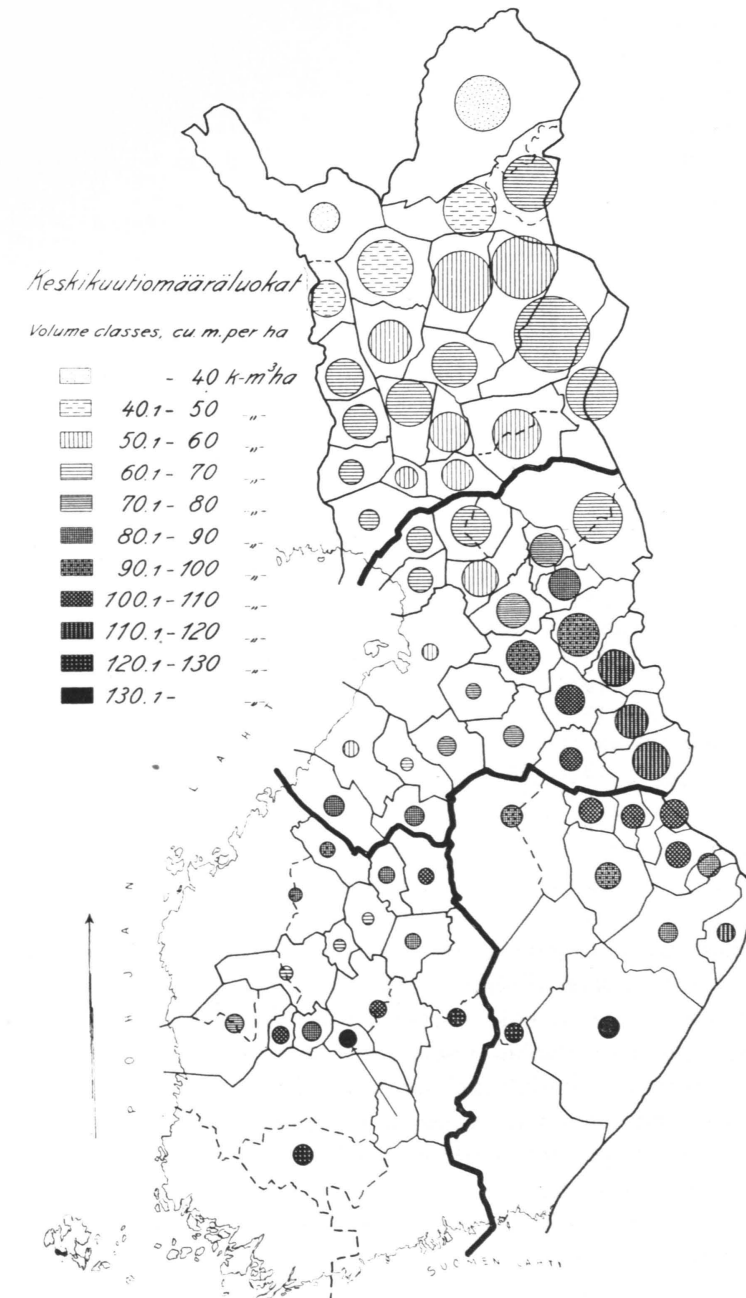 Keskikuutiomääräluokat
Volume classes, cu. m. per ha
- 40 k-m³ha
40.1- 50 -"-
50.1- 60 -"-
60.1- 70 -"-
70.1- 80 -"-
80.1- 90 -"-
90.1-100 -"-
100.1-110 -"-
110.1-120 -"-
120.1-130 -"-
130.1- -"-
POHJAN
LAHT
SUOMEN LAHTI